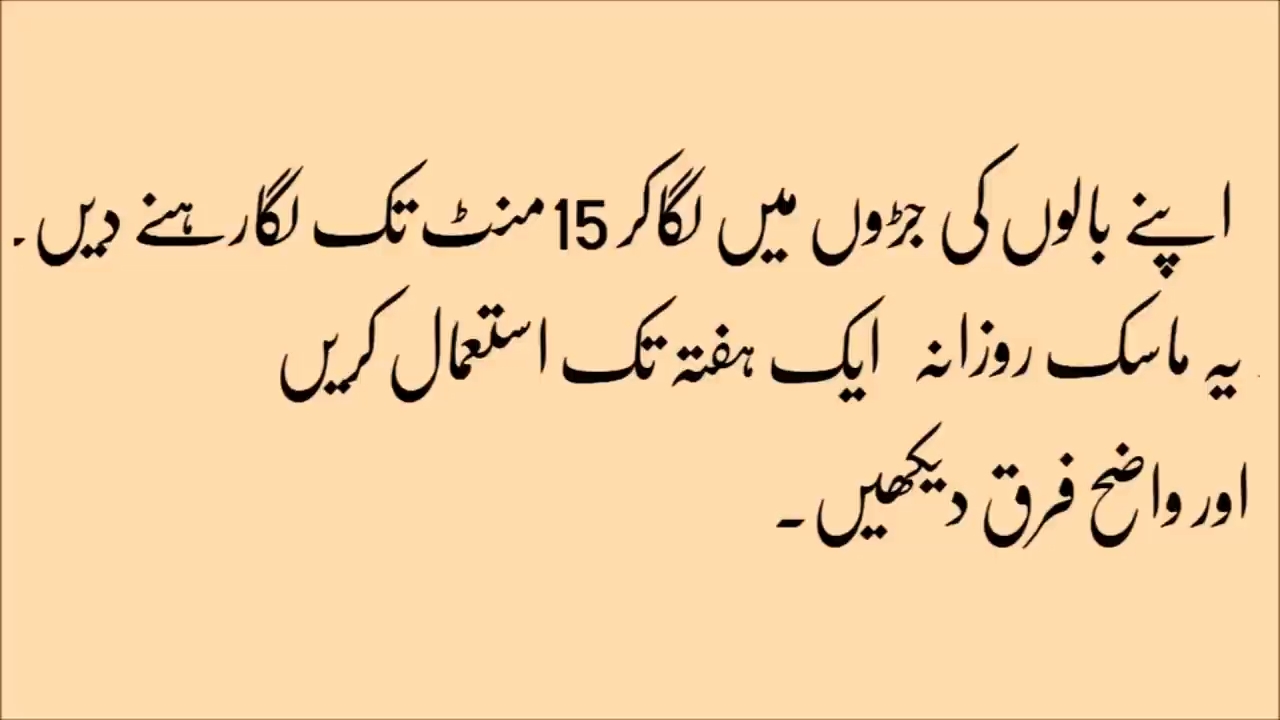 اپنے بالوں کی جڑوں میں لگا کر 15 منٹ تک لگا رہنے دیں۔
یہ ماسک روزانہ ایک ہفتہ تک استعمال کریں
اور واضح فرق دیکھیں۔